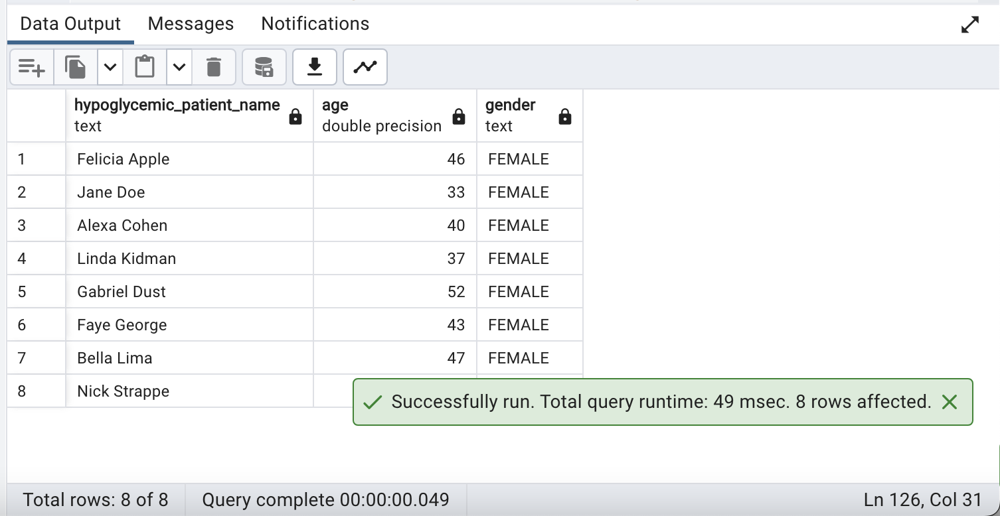 Data Output Messages Notifications
hypoglycemic_patient_name age gender
text double precision text
1 Felicia Apple 46 FEMALE
2 Jane Doe 33 FEMALE
3 Alexa Cohen 40 FEMALE
4 Linda Kidman 37 FEMALE
5 Gabriel Dust 52 FEMALE
6 Faye George 43 FEMALE
7 Bella Lima 47 FEMALE
8 Nick Strappe
Successfully run. Total query runtime: 49 msec. 8 rows affected.
Total rows: 8 of 8 Query complete 00:00:00.049 Ln 126, Col 31